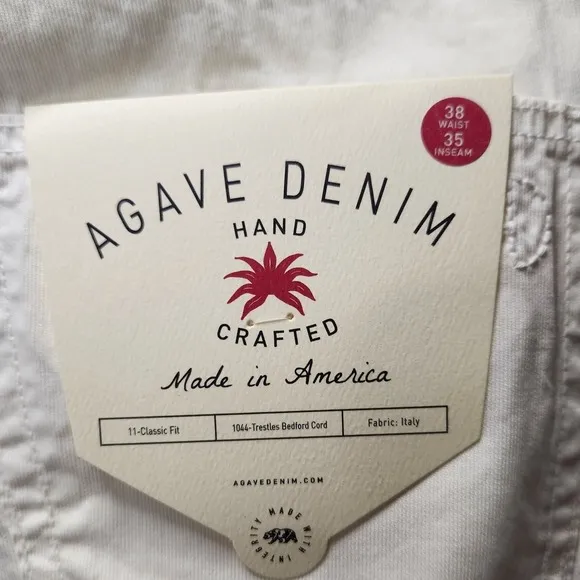 38
WAIST
35
INSEAM
AGAVE DENIM
HAND
CRAFTED
Made in America
11-Classic Fit
1044-Trestles Bedford Cord
Fabric: Italy
AGAVEDENIM.COM
MADE WITH INTEGRITY